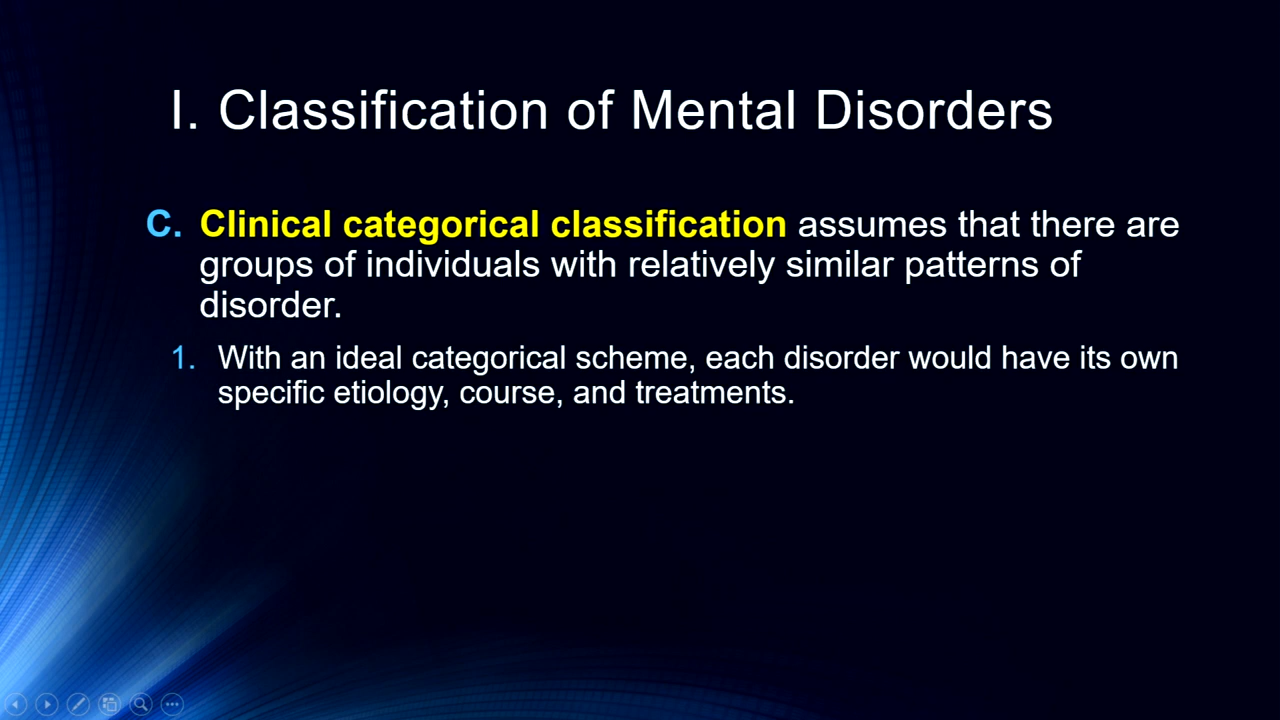 I. Classification of Mental Disorders
C. Clinical categorical classification assumes that there are
groups of individuals with relatively similar patterns of
disorder.
1. With an ideal categorical scheme, each disorder would have its own
specific etiology, course, and treatments.